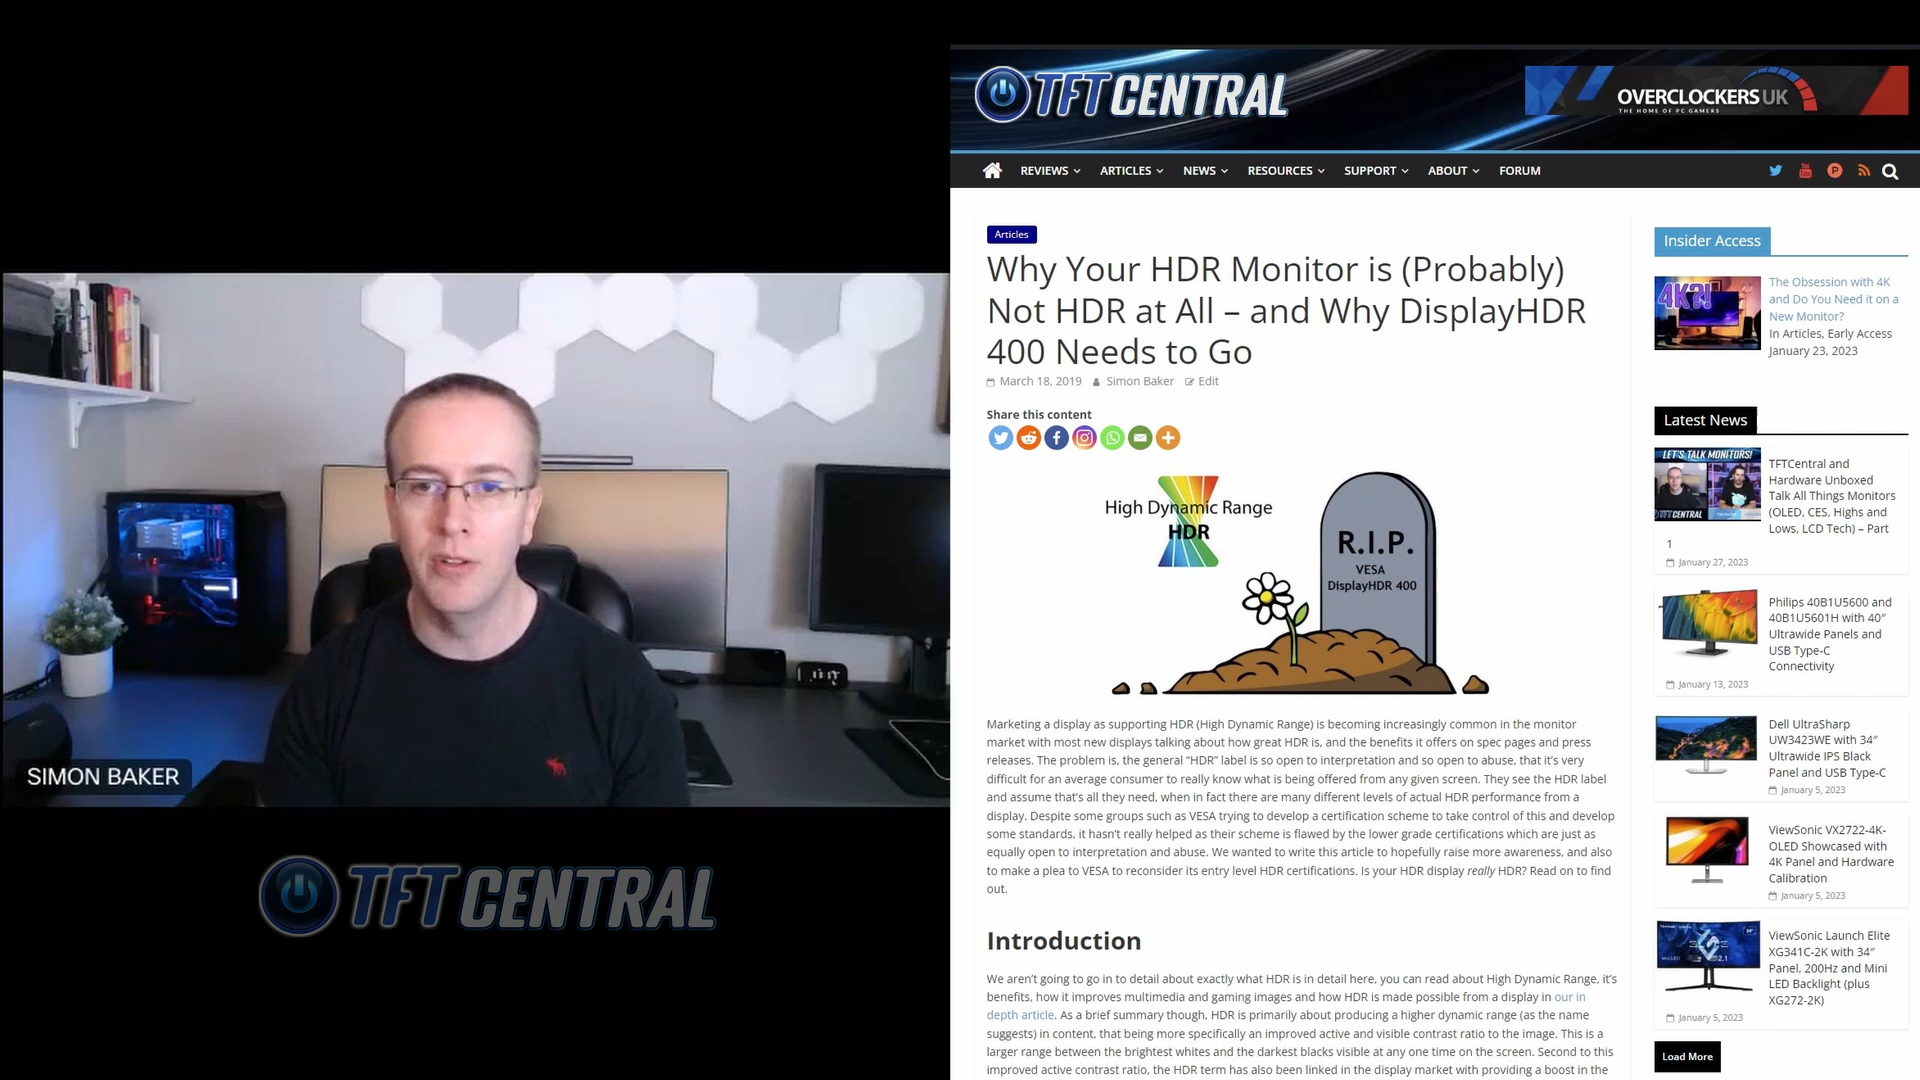 SIMON BAKER
TFTCENTRAL
TFTCENTRAL
OVERCLOCKERS UK
THE HOME OF PC GAMERS
REVIEWS
ARTICLES
NEWS
RESOURCES
SUPPORT
ABOUT
FORUM
Articles
Why Your HDR Monitor is (Probably)
Not HDR at All – and Why DisplayHDR
400 Needs to Go
March 18, 2019 Simon Baker Edit
Share this content
High Dynamic Range
HDR
R.I.P.
VESA
DisplayHDR 400
Marketing a display as supporting HDR (High Dynamic Range) is becoming increasingly common in the monitor
market with most new displays talking about how great HDR is, and the benefits it offers on spec pages and press
releases. The problem is, the general “HDR” label is so open to interpretation and so open to abuse, that it’s very
difficult for an average consumer to really know what is being offered from any given screen. They see the HDR label
and assume that’s all they need, when in fact there are many different levels of actual HDR performance from a
display. Despite some groups such as VESA trying to develop a certification scheme to take control of this and develop
some standards, it hasn’t really helped as their scheme is flawed by the lower grade certifications which are just as
equally open to interpretation and abuse. We wanted to write this article to hopefully raise more awareness, and also
to make a plea to VESA to reconsider its entry level HDR certifications. Is your HDR display really HDR? Read on to find
out.
Introduction
We aren’t going to go in to detail about exactly what HDR is in detail here, you can read about High Dynamic Range, it’s
benefits, how it improves multimedia and gaming images and how HDR is made possible from a display in our in
depth article. As a brief summary though, HDR is primarily about producing a higher dynamic range (as the name
suggests) in content, that being more specifically an improved active and visible contrast ratio to the image. This is a
larger range between the brightest whites and the darkest blacks visible at any one time on the screen. Second to this
improved active contrast ratio, the HDR term has also been linked in the display market with providing a boost in the
Insider Access
4K?!
The Obsession with 4K
and Do You Need it on a
New Monitor?
In Articles, Early Access
January 23, 2023
Latest News
LET'S TALK MONITORS!
TFTCENTRAL
TFTCentral and
Hardware Unboxed
Talk All Things Monitors
(OLED, CES, Highs and
Lows, LCD Tech) – Part
1
January 27, 2023
Philips 40B1U5600 and
40B1U5601H with 40″
Ultrawide Panels and
USB Type-C
Connectivity
January 13, 2023
Dell UltraSharp
UW3423WE with 34″
Ultrawide IPS Black
Panel and USB Type-C
January 5, 2023
ViewSonic VX2722-4K-
OLED Showcased with
4K Panel and Hardware
Calibration
January 5, 2023
ViewSonic Launch Elite
XG341C-2K with 34″
Panel, 200Hz and Mini
LED Backlight (plus
XG272-2K)
January 5, 2023
Load More